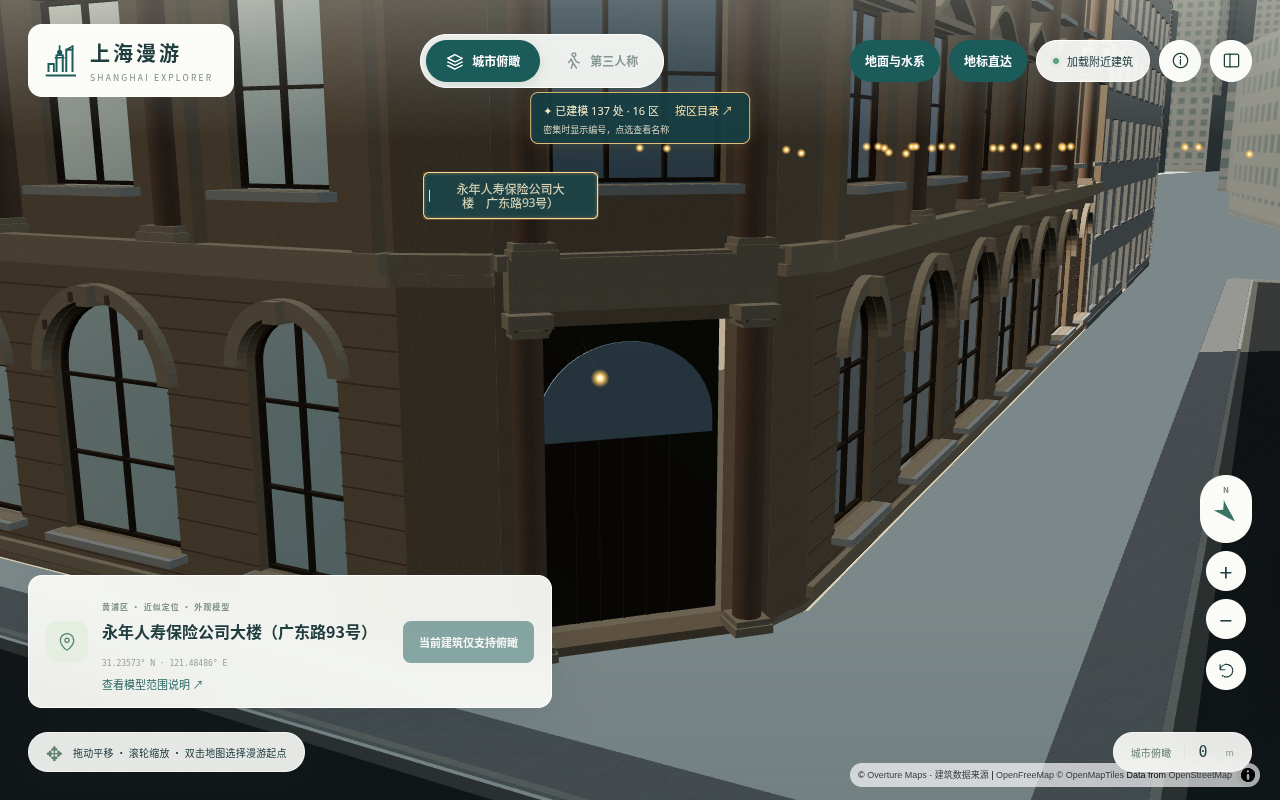 上海漫游
SHANGHAI EXPLORER
城市俯瞰
第三人称
地面与水系
地标直达
加载附近建筑
✦ 已建模 137 处 · 16 区
按区目录 ↗
密集时显示编号，点选查看名称
永年人寿保险公司大
楼 广东路93号）
N
黄浦区 · 近似定位 · 外观模型
永年人寿保险公司大楼（广东路93号）
当前建筑仅支持俯瞰
31.23573° N · 121.48486° E
查看模型范围说明 ↗
拖动平移 · 滚轮缩放 · 双击地图选择漫游起点
城市俯瞰
0
m
© Overture Maps · 建筑数据来源 | OpenFreeMap © OpenMapTiles Data from OpenStreetMap